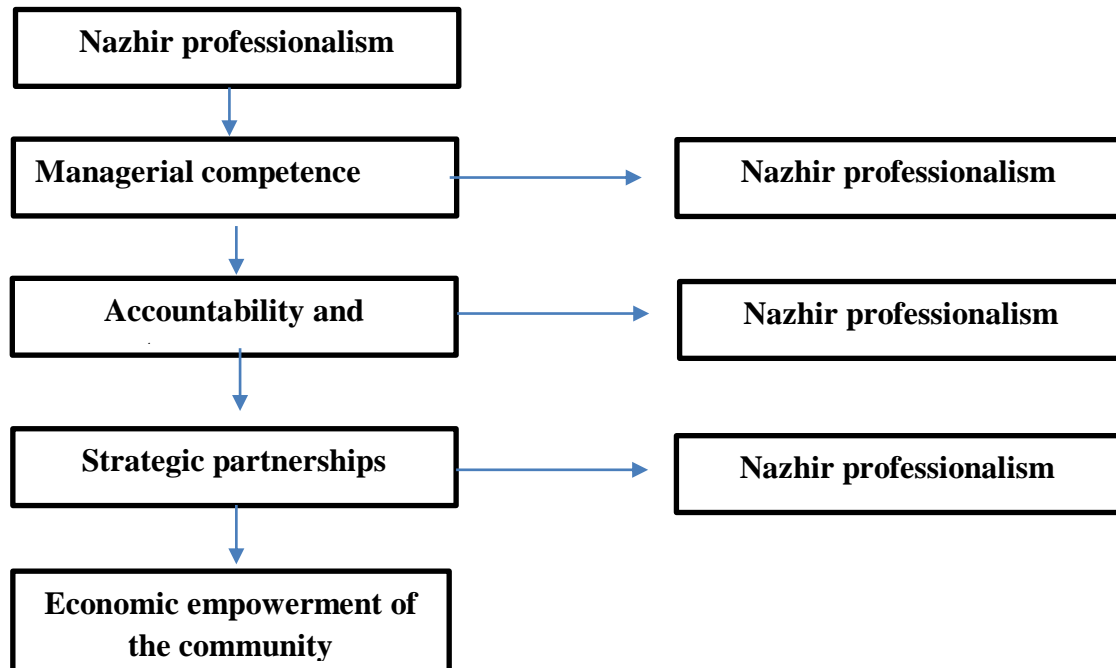 Nazhir professionalism
Managerial competence
Nazhir professionalism
Accountability and
Nazhir professionalism
Strategic partnerships
Nazhir professionalism
Economic empowerment of
the community